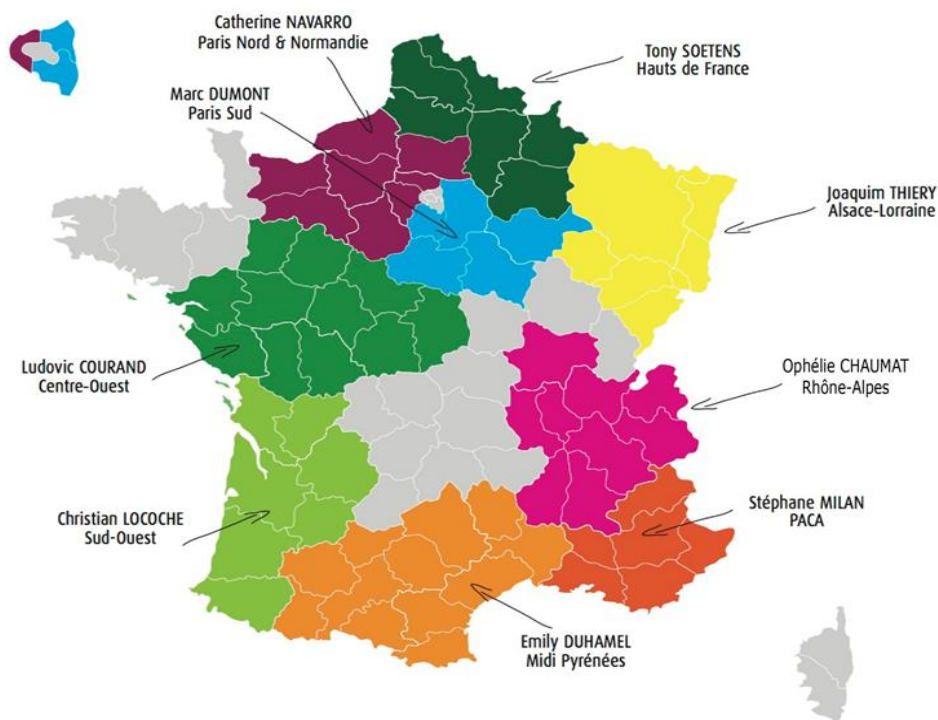 Catherine NAVARRO
Paris Nord & Normandie
Tony SOETENS
Hauts de France
Marc DUMONT
Paris Sud
Joaquim THIERY
Alsace-Lorraine
Ludovic COURAND
Centre-Ouest
Ophélie CHAUMAT
Rhône-Alpes
Stéphane MILAN
PACA
Christian LOCOCHE
Sud-Ouest
Emily DUHAMEL
Midi Pyrénées